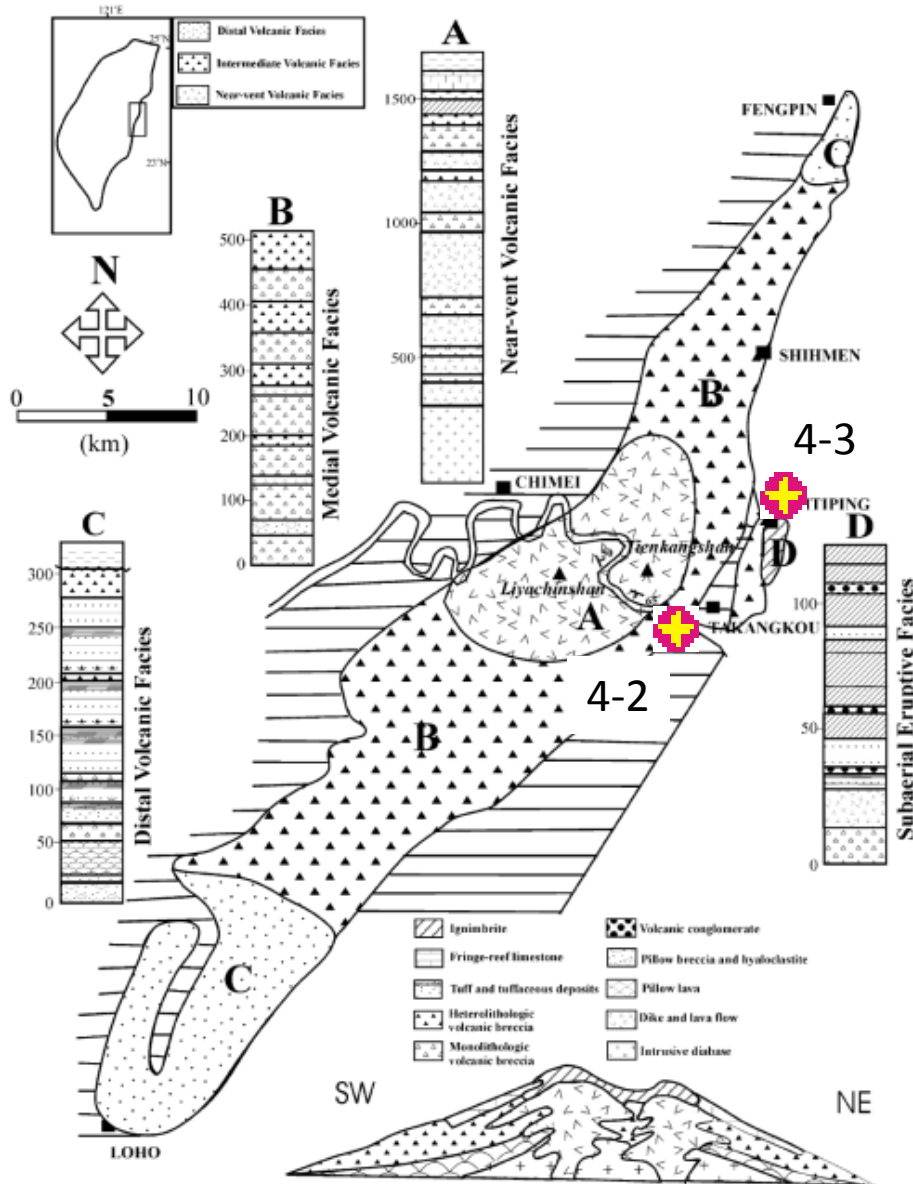 121°E
25°N
23°N
Distal Volcanic Facies
Intermediate Volcanic Facies
Near-vent Volcanic Facies
A
1500
1000
500
Near-vent Volcanic Facies
FENGPIN
C
B
500
400
300
200
100
0
Medial Volcanic Facies
N
0 5 10
(km)
SHIHMEN
B
4-3
CHIMEI
TIPING
Tienkangshan
Liyachinshan
A
D
TAKANGKOU
4-2
C
300
250
200
150
100
50
0
Distal Volcanic Facies
D
100
50
0
Subaerial Eruptive Facies
B
C
LOHO
Ignimbrite
Fringe-reef limestone
Tuff and tuffaceous deposits
Heterolithologic
volcanic breccia
Monolithologic
volcanic breccia
Volcanic conglomerate
Pillow breccia and hyaloclastite
Pillow lava
Dike and lava flow
Intrusive diabase
SW
NE